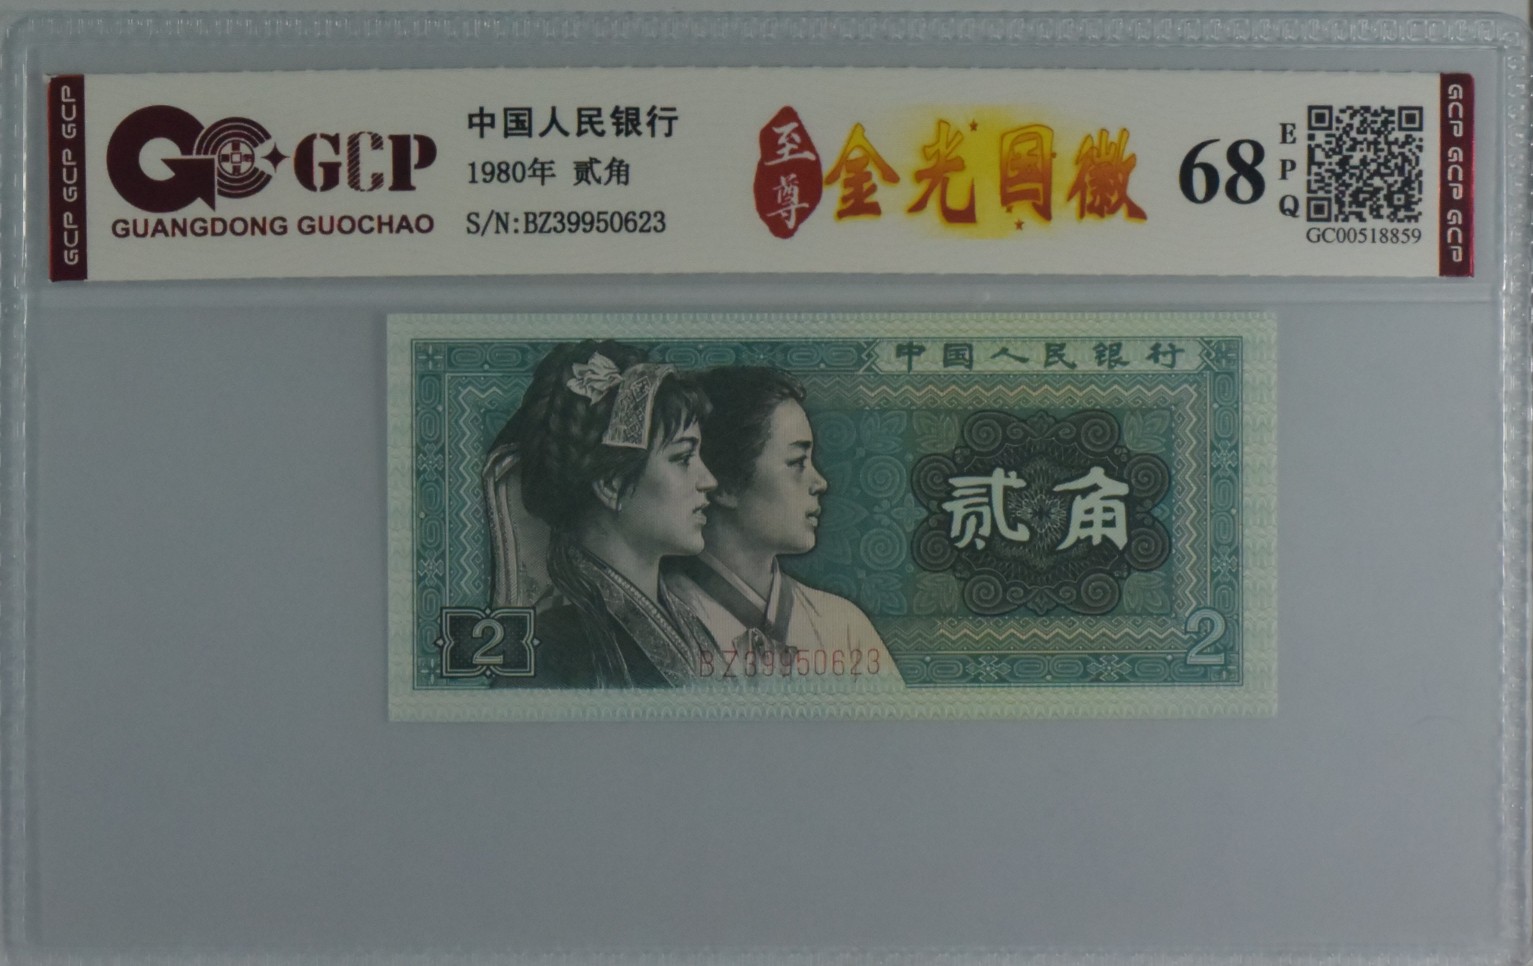 GCP GCP GCP
GCP
GUANGDONG GUOCHAO
中国人民银行
1980年 贰角
S/N:BZ39950623
至尊
金光国徽
68
EPQ
GC00518859
GCP GCP GCP
中国人民银行
贰角
2
2
BZ39950623